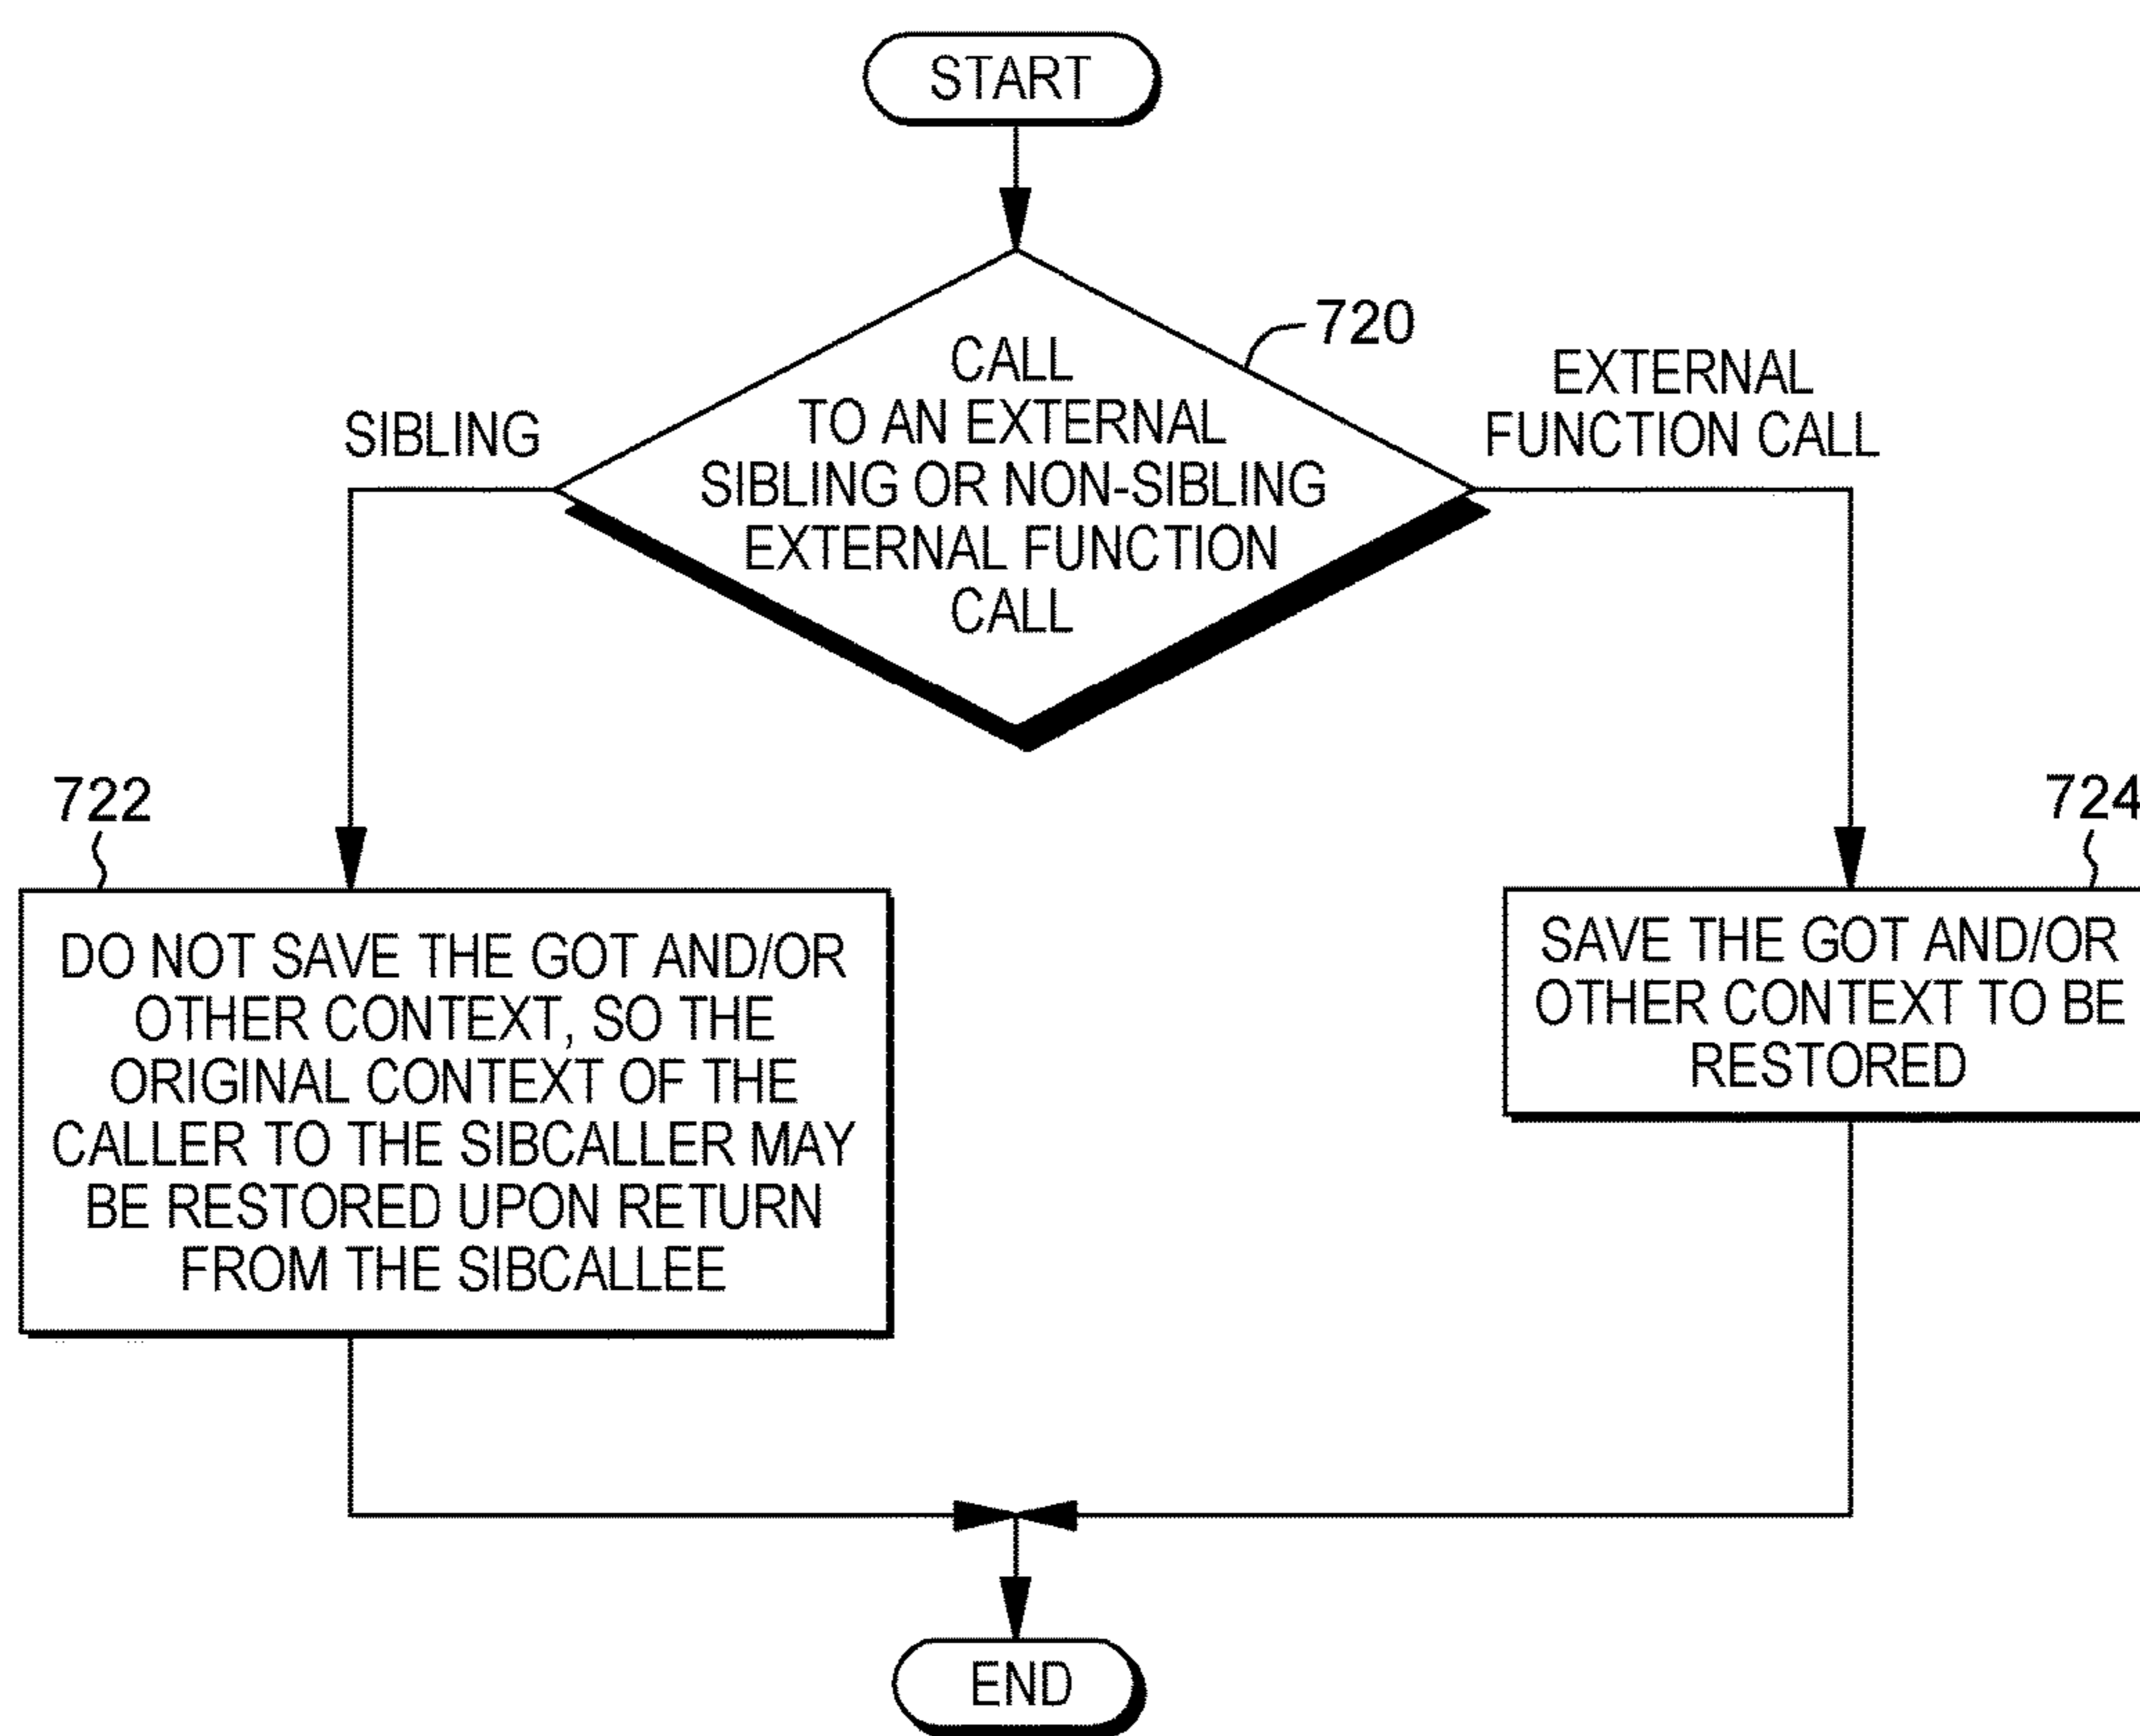 START
720
CALL
TO AN EXTERNAL
SIBLING OR NON-SIBLING
EXTERNAL FUNCTION
CALL
SIBLING
EXTERNAL
FUNCTION CALL
722
DO NOT SAVE THE GOT AND/OR
OTHER CONTEXT, SO THE
ORIGINAL CONTEXT OF THE
CALLER TO THE SIBCALLER MAY
BE RESTORED UPON RETURN
FROM THE SIBCALLEE
724
SAVE THE GOT AND/OR
OTHER CONTEXT TO BE
RESTORED
END